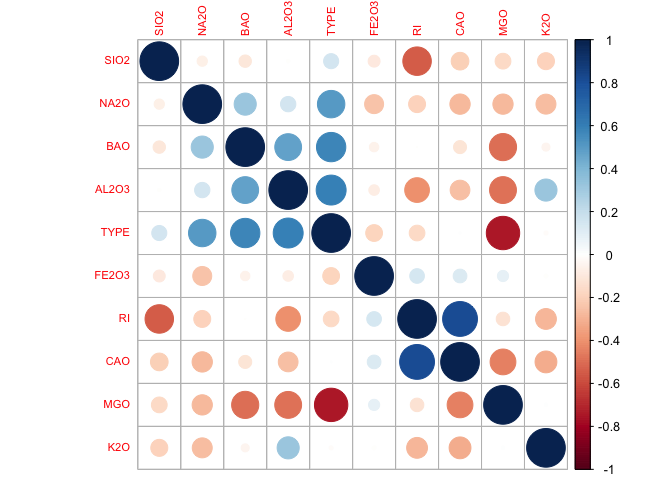 SIO2 NA2O BAO AL2O3 TYPE FE2O3 RI CAO MGO K2O
SIO2
NA2O
BAO
AL2O3
TYPE
FE2O3
RI
CAO
MGO
K2O
1
0.8
0.6
0.4
0.2
0
-0.2
-0.4
-0.6
-0.8
-1